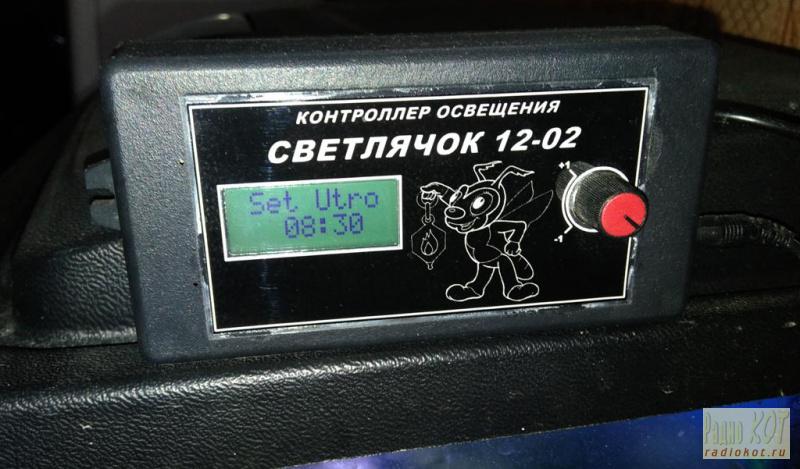 КОНТРОЛЛЕР ОСВЕЩЕНИЯ
СВЕТЛЯЧОК 12-02
Set Utro
08:30
+1
-1
Радио КОТ
radiokot.ru